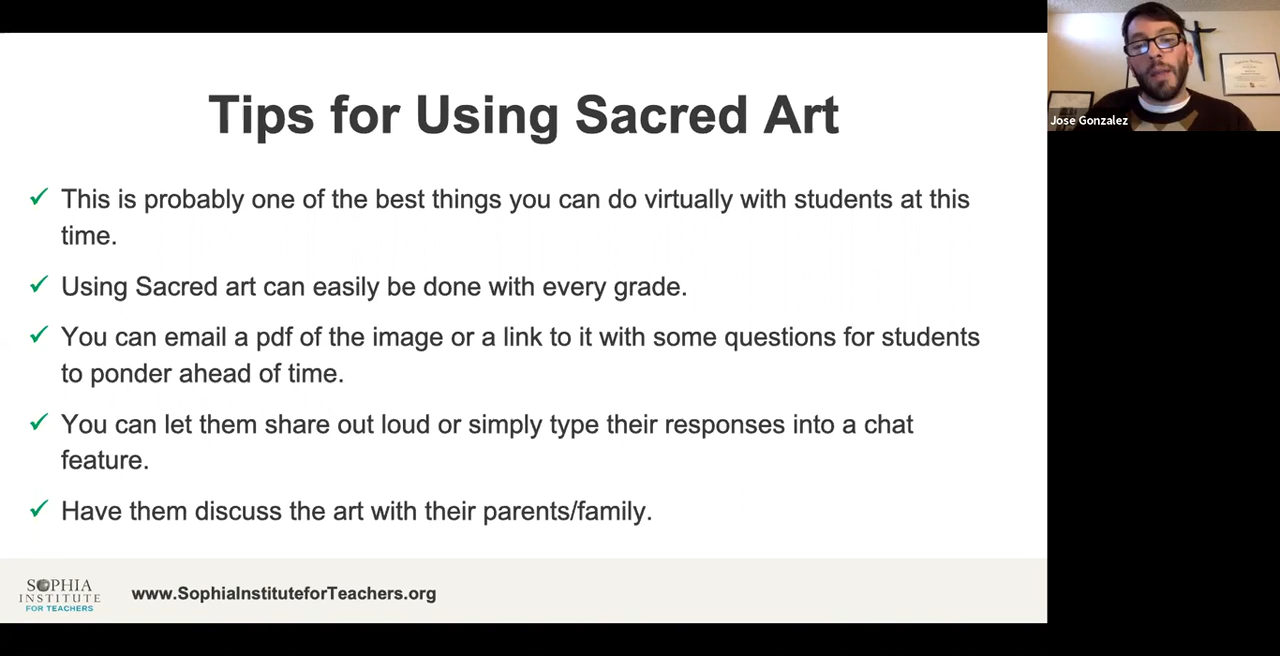 Tips for Using Sacred Art
Jose Gonzalez
✓ This is probably one of the best things you can do virtually with students at this
time.
✓ Using Sacred art can easily be done with every grade.
✓ You can email a pdf of the image or a link to it with some questions for students
to ponder ahead of time.
✓ You can let them share out loud or simply type their responses into a chat
feature.
✓ Have them discuss the art with their parents/family.
SOPHIA
INSTITUTE
FOR TEACHERS
www.SophiaInstituteforTeachers.org